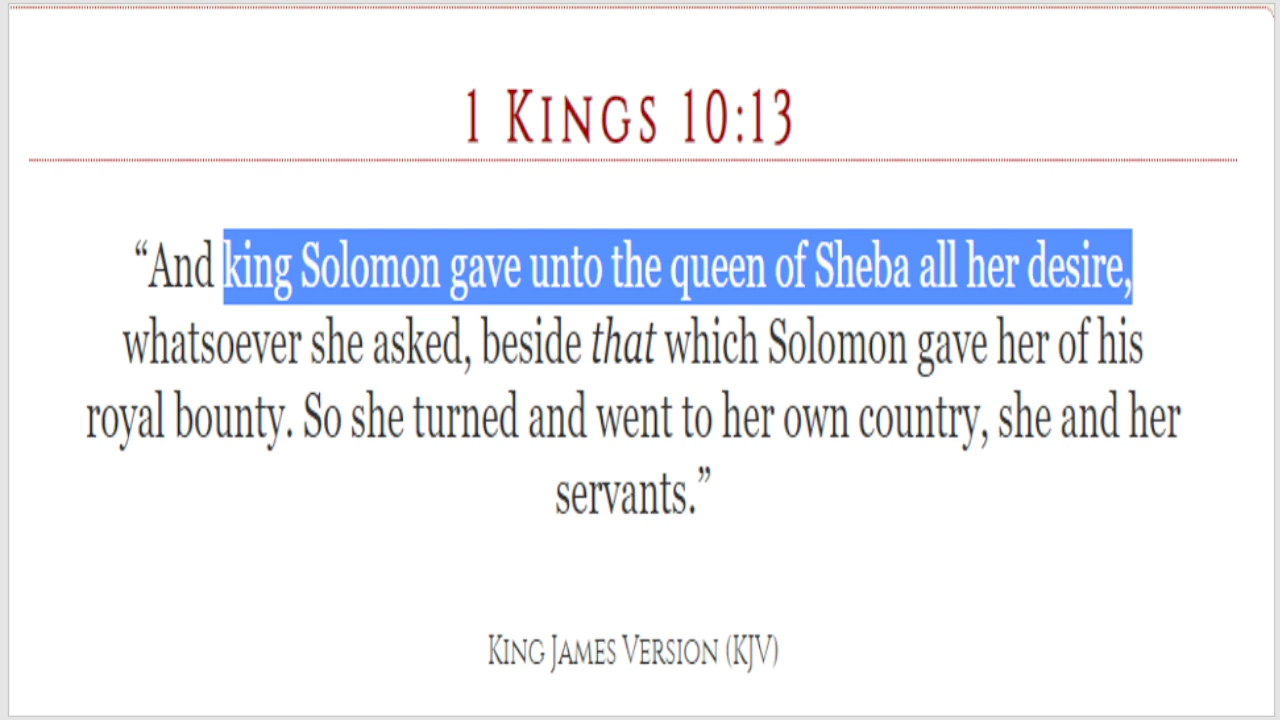 1 Kings 10:13
“And king Solomon gave unto the queen of Sheba all her desire,
whatsoever she asked, beside that which Solomon gave her of his
royal bounty. So she turned and went to her own country, she and her
servants.”
King James Version (KJV)